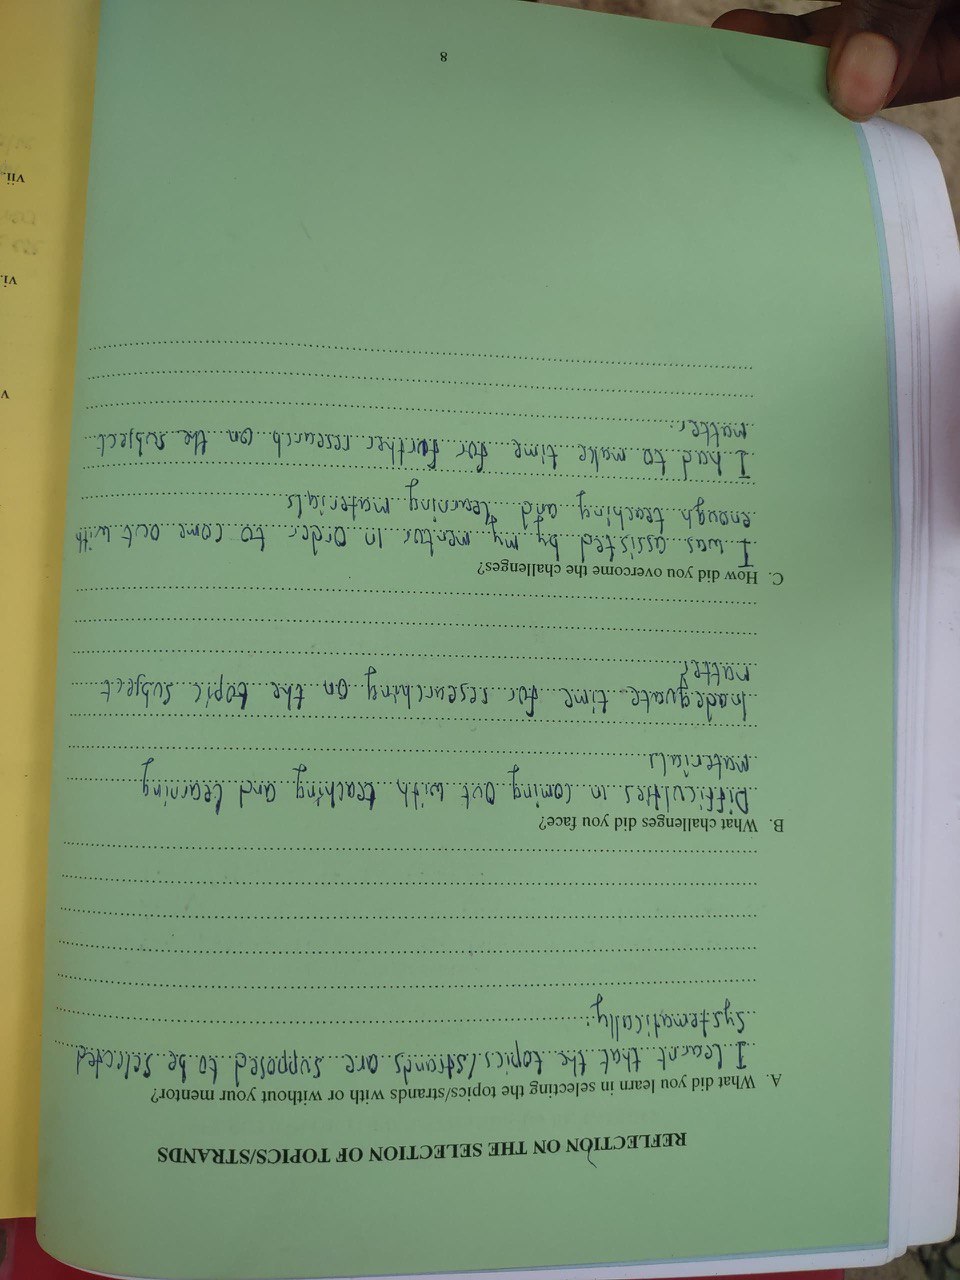 REFLECTION ON THE SELECTION OF TOPICS/STRANDS
A. What did you learn in selecting the topics/strands with or without your mentor?
I learnt that the topics/strands are supposed to be selected
systematically.
B. What challenges did you face?
Difficulties in coming out with teaching and learning
materials
Inadequate time for researching on the topic subject
matter
C. How did you overcome the challenges?
I was assisted by my mentor in order to come out with
enough teaching and learning materials
I had to make time for further research on the subject
matter.
8
v
vi.
vii.